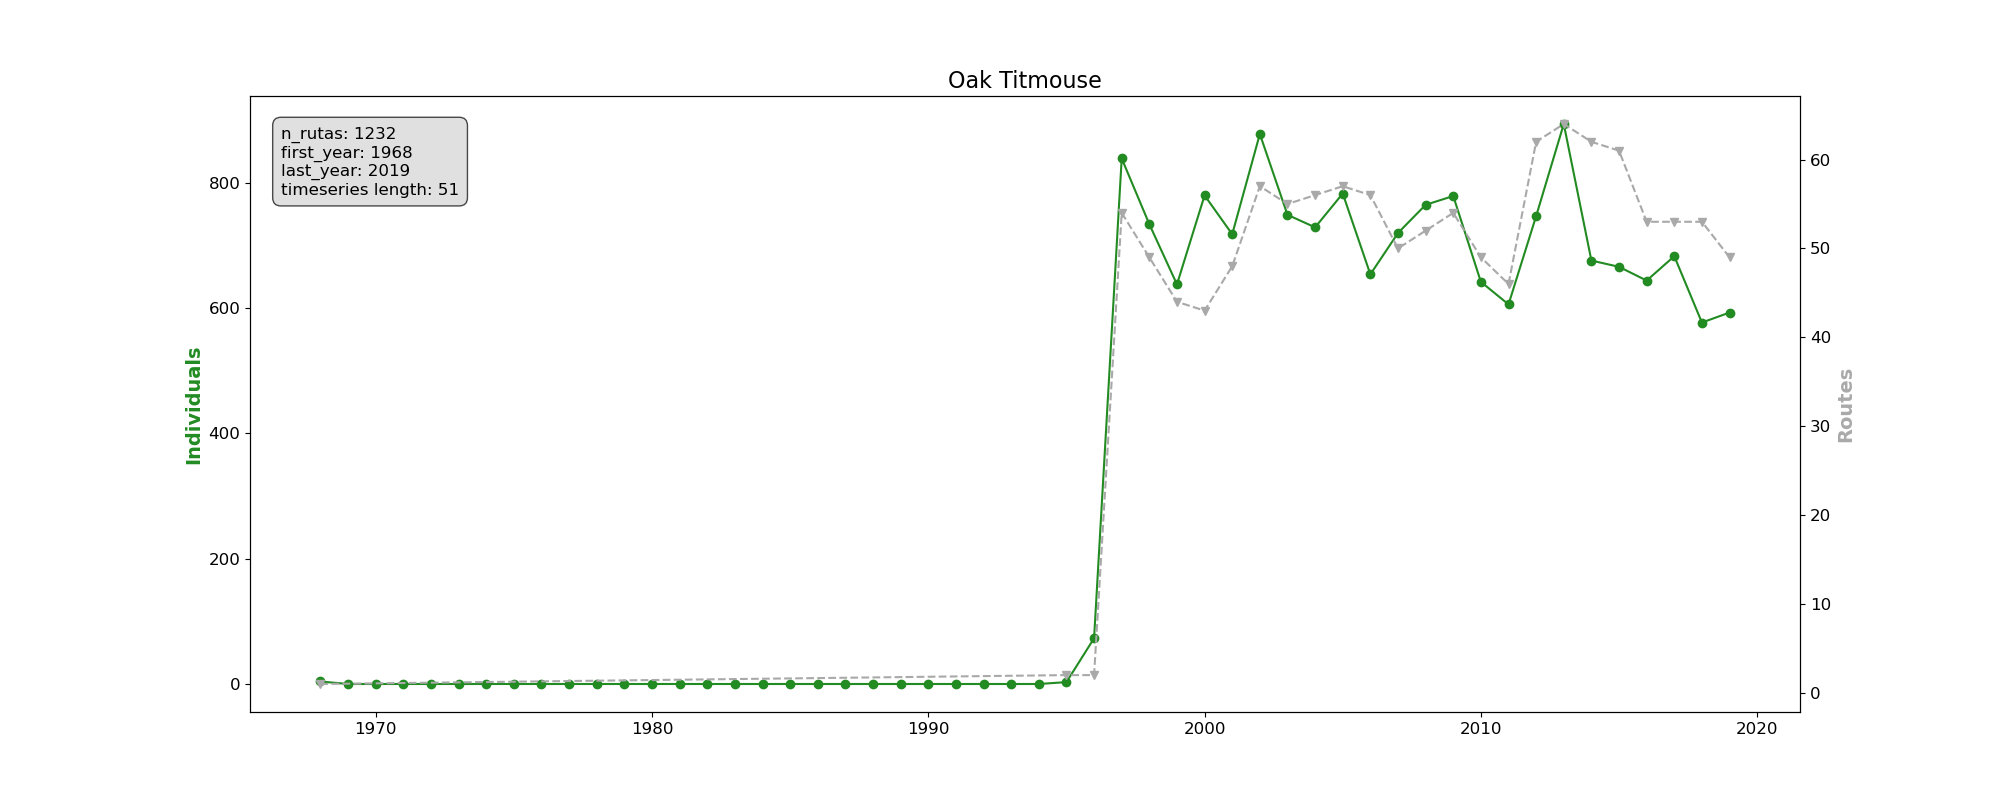 Oak Titmouse
n_rutas: 1232
first_year: 1968
last_year: 2019
timeseries length: 51
Individuals
800
600
400
200
0
Routes
60
50
40
30
20
10
0
1970 1980 1990 2000 2010 2020